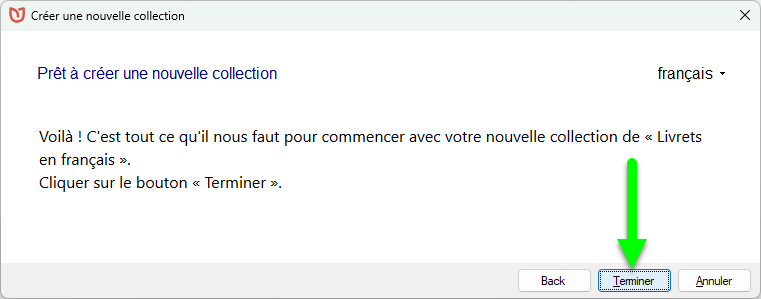 Créer une nouvelle collection
Prêt à créer une nouvelle collection
français
Voilà ! C'est tout ce qu'il nous faut pour commencer avec votre nouvelle collection de « Livrets
en français ».
Cliquer sur le bouton « Terminer ».
Back
Terminer
Annuler